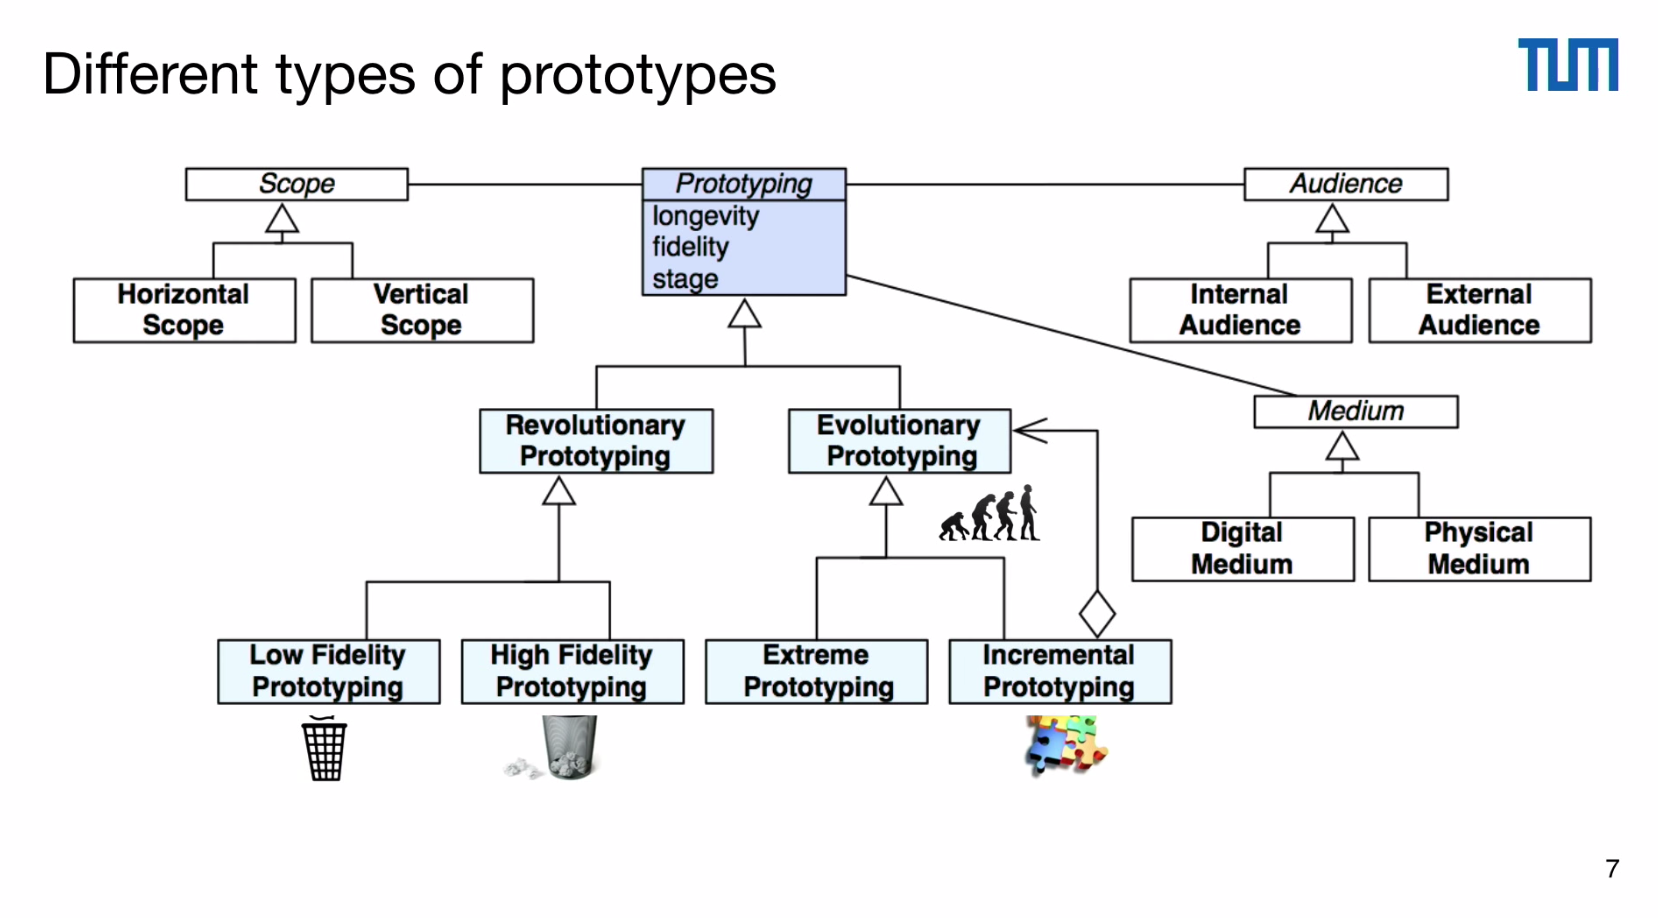 Different types of prototypes
TUM
Scope
Prototyping
Audience
longevity
fidelity
stage
Horizontal
Scope
Vertical
Scope
Internal
Audience
External
Audience
Medium
Revolutionary
Prototyping
Evolutionary
Prototyping
Digital
Medium
Physical
Medium
Low Fidelity
Prototyping
High Fidelity
Prototyping
Extreme
Prototyping
Incremental
Prototyping
7